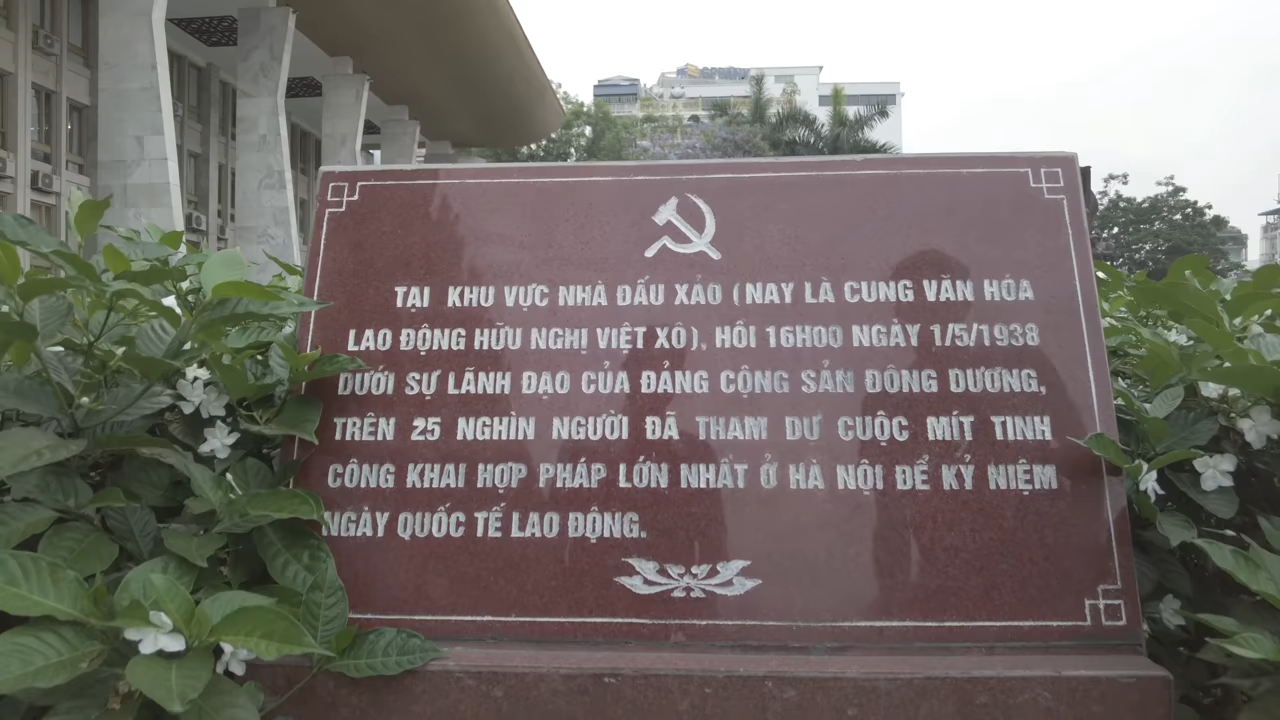 TẠI KHU VỰC NHÀ ĐẤU XẢO (NAY LÀ CUNG VĂN HÓA
LAO ĐỘNG HỮU NGHỊ VIỆT XÔ), HỒI 16H00 NGÀY 1/5/1938
DƯỚI SỰ LÃNH ĐẠO CỦA ĐẢNG CỘNG SẢN ĐÔNG DƯƠNG,
TRÊN 25 NGHÌN NGƯỜI ĐÃ THAM DỰ CUỘC MÍT TINH
CÔNG KHAI HỢP PHÁP LỚN NHẤT Ở HÀ NỘI ĐỂ KỶ NIỆM
NGÀY QUỐC TẾ LAO ĐỘNG.